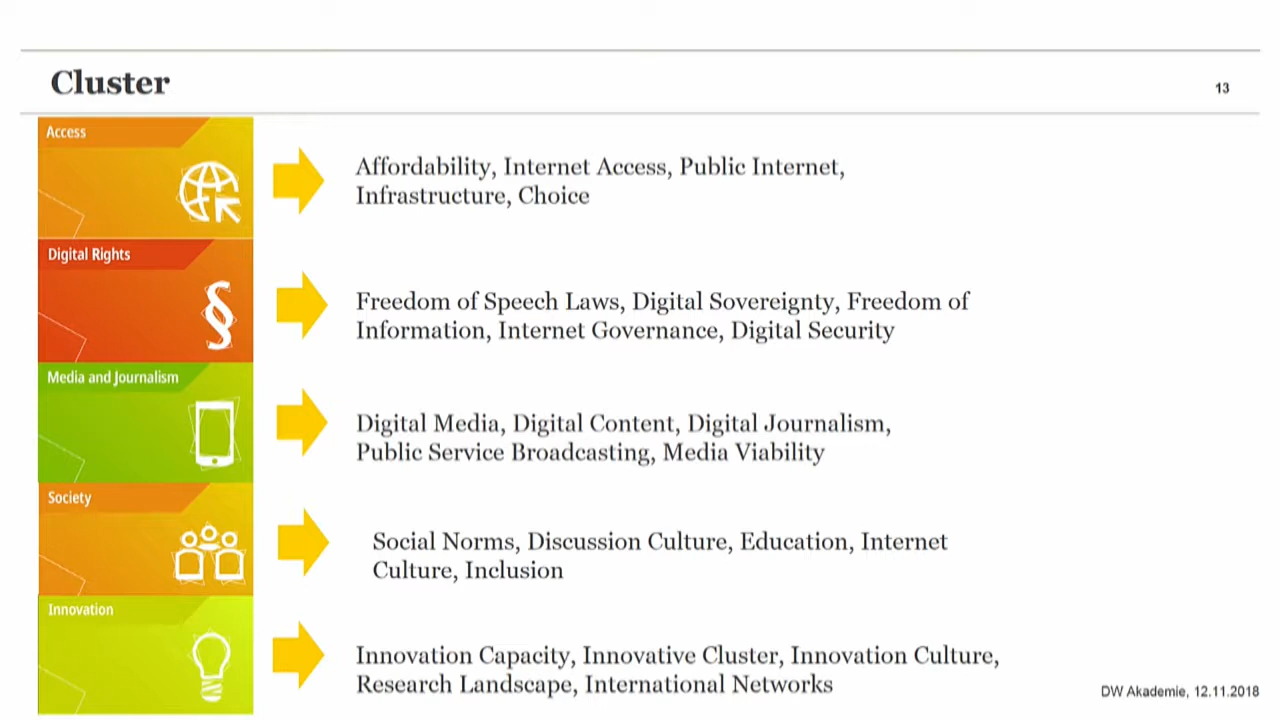 Cluster
13
Access
Affordability, Internet Access, Public Internet,
Infrastructure, Choice
Digital Rights
Freedom of Speech Laws, Digital Sovereignty, Freedom of
Information, Internet Governance, Digital Security
Media and Journalism
Digital Media, Digital Content, Digital Journalism,
Public Service Broadcasting, Media Viability
Society
Social Norms, Discussion Culture, Education, Internet
Culture, Inclusion
Innovation
Innovation Capacity, Innovative Cluster, Innovation Culture,
Research Landscape, International Networks
DW Akademie, 12.11.2018